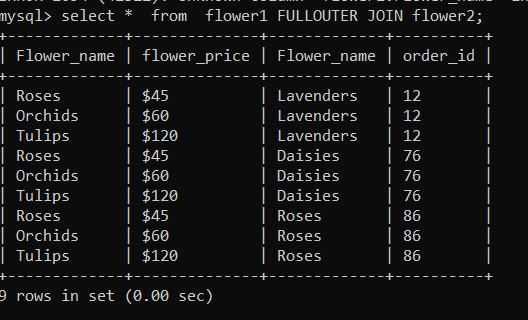 mysql> select *  from  flower1 FULLOUTER JOIN flower2;
+-------------+--------------+-------------+----------+
| Flower_name | flower_price | Flower_name | order_id |
+-------------+--------------+-------------+----------+
| Roses       | $45          | Lavenders   | 12       |
| Orchids     | $60          | Lavenders   | 12       |
| Tulips      | $120         | Lavenders   | 12       |
| Roses       | $45          | Daisies     | 76       |
| Orchids     | $60          | Daisies     | 76       |
| Tulips      | $120         | Daisies     | 76       |
| Roses       | $45          | Roses       | 86       |
| Orchids     | $60          | Roses       | 86       |
| Tulips      | $120         | Roses       | 86       |
+-------------+--------------+-------------+----------+
9 rows in set (0.00 sec)